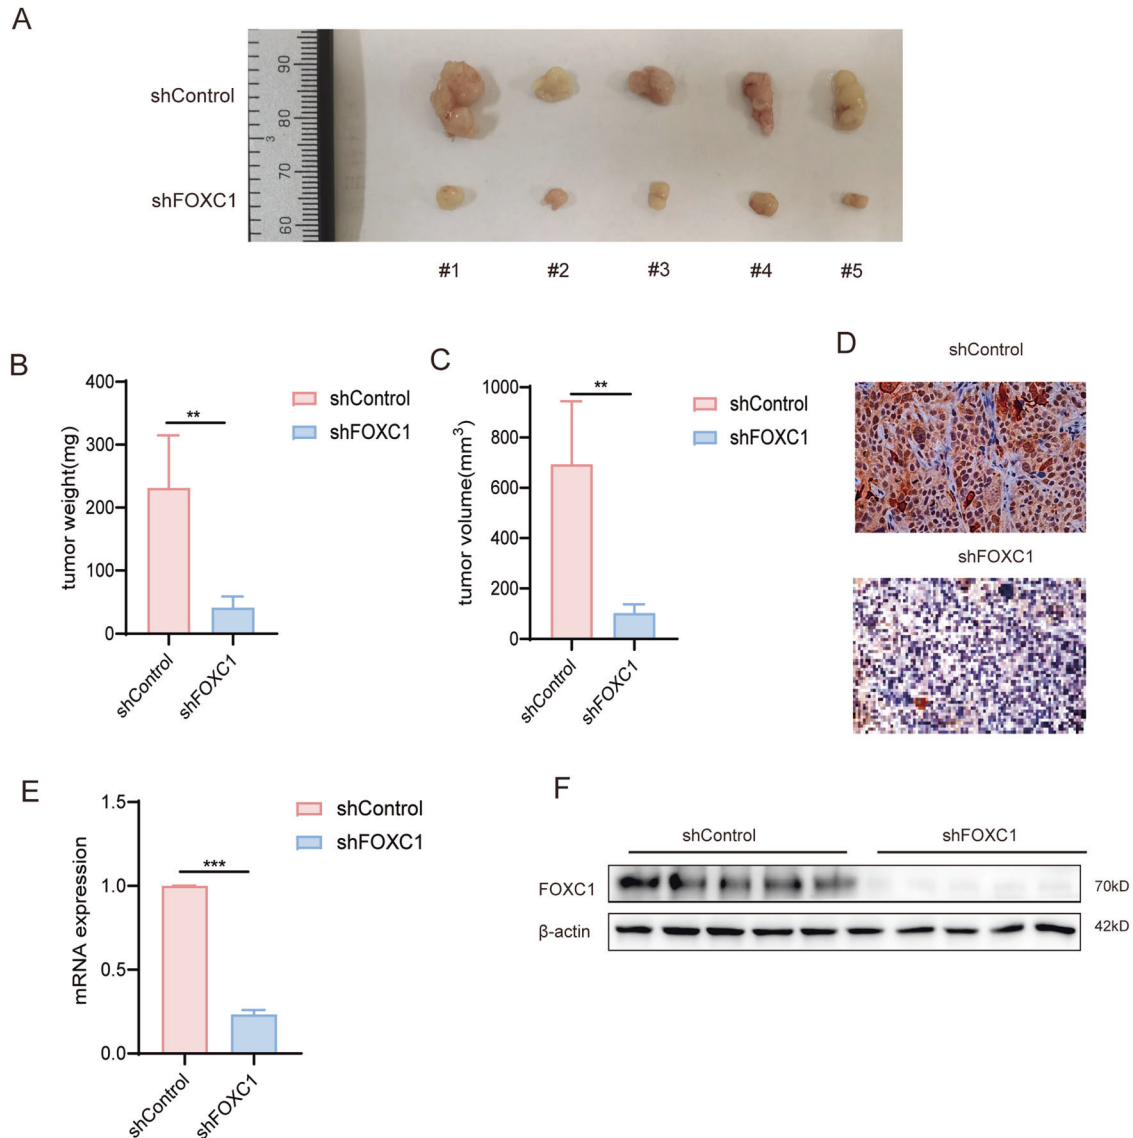 A
shControl
shFOXC1
90
80
3
70
60
#1 #2 #3 #4 #5
B
400
300
200
100
0
tumor weight(mg)
**
shControl
shFOXC1
shControl
shFOXC1
C
1000
800
600
400
200
0
tumor volume(mm³)
**
shControl
shFOXC1
shControl
shFOXC1
D
shControl
shFOXC1
E
1.5
1.0
0.5
0.0
mRNA expression
***
shControl
shFOXC1
shControl
shFOXC1
F
shControl shFOXC1
FOXC1 70kD
β-actin 42kD